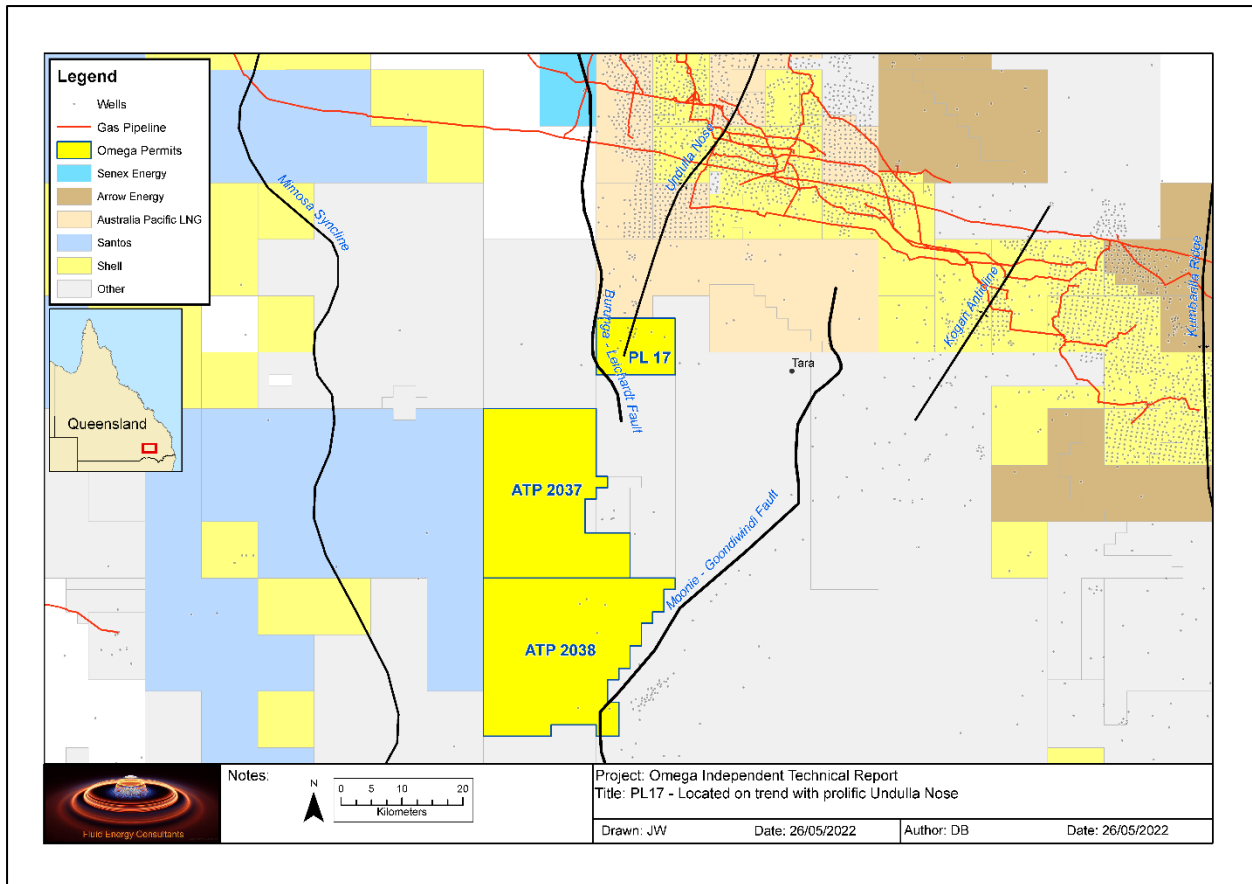 Legend
Wells
Gas Pipeline
Omega Permits
Senex Energy
Arrow Energy
Australia Pacific LNG
Santos
Shell
Other
Queensland
Mimosa Syncline
Undulla Nose
Burunga - Leichardt Fault
Kogan Anticline
Kumbarilla Ridge
PL 17
Tara
ATP 2037
Moonie - Goondiwindi Fault
ATP 2038
Fluid Energy Consultants
Notes:
N
0 5 10 20
Kilometers
Project: Omega Independent Technical Report
Title: PL17 - Located on trend with prolific Undulla Nose
Drawn: JW Date: 26/05/2022 Author: DB Date: 26/05/2022